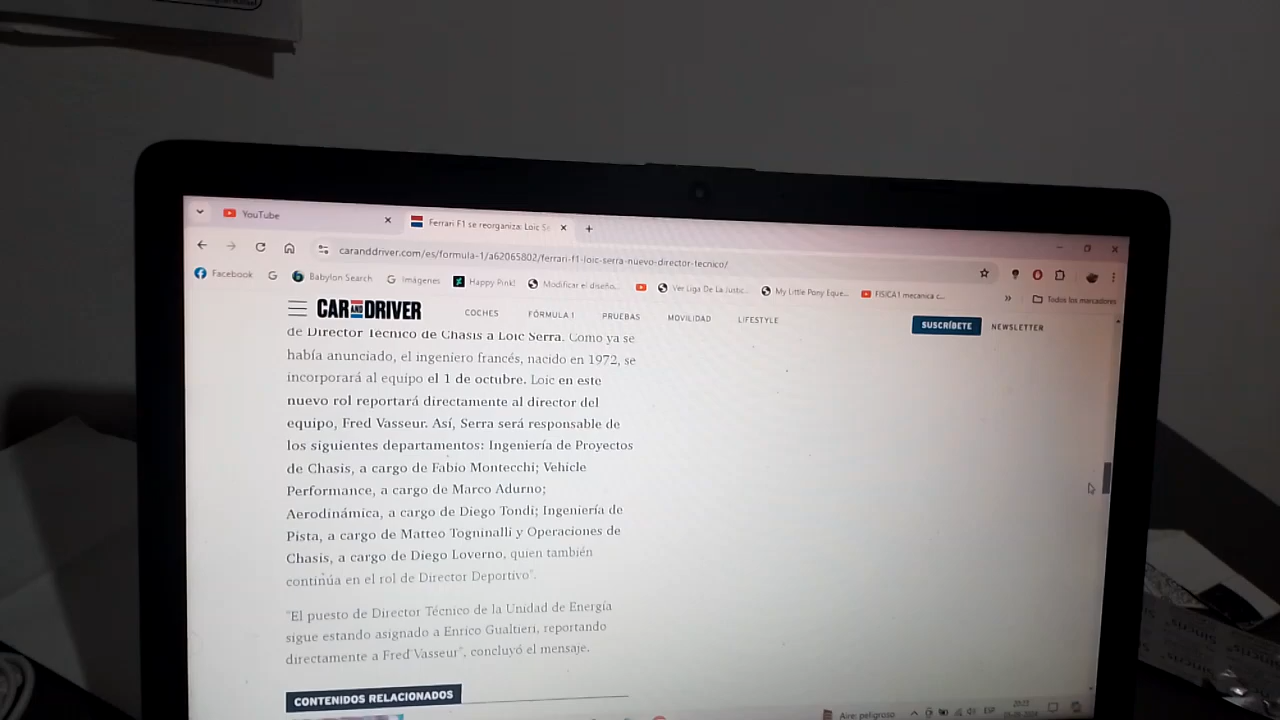 YouTube
Ferrari F1 se reorganiza: Loic Se
caranddriver.com/es/formula-1/a62065802/ferrari-f1-loic-serra-nuevo-director-tecnico/
Facebook
Babylon Search
Imágenes
Happy Pink!
Modificar el diseño...
Ver Liga De La Justic...
My Little Pony Eque...
FISICA1 mecanica c...
»
Todos los marcadores
CAR AND DRIVER
COCHES
FÓRMULA 1
PRUEBAS
MOVILIDAD
LIFESTYLE
SUSCRÍBETE
NEWSLETTER
de Director Técnico de Chasis a Loic Serra. Como ya se
había anunciado, el ingeniero francés, nacido en 1972, se
incorporará al equipo el 1 de octubre. Loic en este
nuevo rol reportará directamente al director del
equipo, Fred Vasseur. Así, Serra será responsable de
los siguientes departamentos: Ingeniería de Proyectos
de Chasis, a cargo de Fabio Montecchi; Vehicle
Performance, a cargo de Marco Adurno;
Aerodinámica, a cargo de Diego Tondi; Ingeniería de
Pista, a cargo de Matteo Togninalli y Operaciones de
Chasis, a cargo de Diego Loverno, quien también
continúa en el rol de Director Deportivo".
"El puesto de Director Técnico de la Unidad de Energía
sigue estando asignado a Enrico Gualtieri, reportando
directamente a Fred Vasseur", concluyó el mensaje.
CONTENIDOS RELACIONADOS
Aire: peligroso
ESP